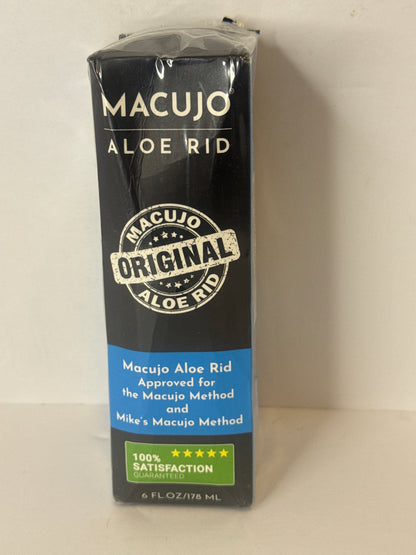 MACUJO
ALOE RID
MACUJO
ORIGINAL
ALOE RID
Macujo Aloe Rid
Approved for
the Macujo Method
and
Mike's Macujo Method
100%
SATISFACTION
GUARANTEED
6 FL.OZ/178 ML